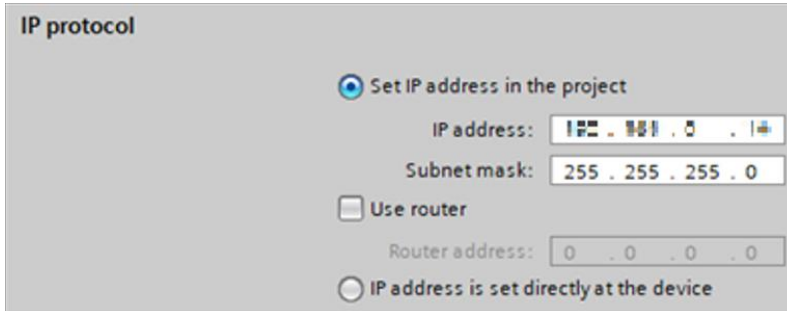 IP protocol
Set IP address in the project
IP address:
Subnet mask: 255 . 255 . 255 . 0
Use router
Router address: 0 . 0 . 0 . 0
IP address is set directly at the device